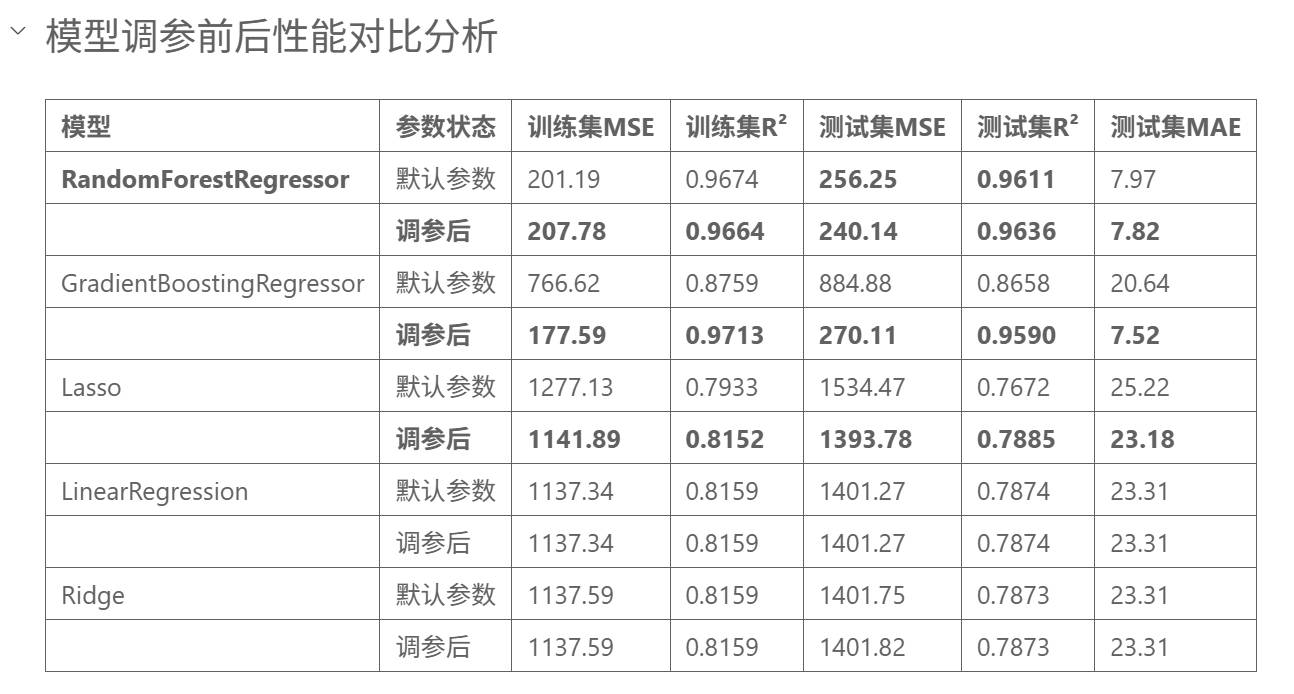 模型调参前后性能对比分析
模型 参数状态 训练集MSE 训练集R² 测试集MSE 测试集R² 测试集MAE
RandomForestRegressor 默认参数 201.19 0.9674 256.25 0.9611 7.97
调参后 207.78 0.9664 240.14 0.9636 7.82
GradientBoostingRegressor 默认参数 766.62 0.8759 884.88 0.8658 20.64
调参后 177.59 0.9713 270.11 0.9590 7.52
Lasso 默认参数 1277.13 0.7933 1534.47 0.7672 25.22
调参后 1141.89 0.8152 1393.78 0.7885 23.18
LinearRegression 默认参数 1137.34 0.8159 1401.27 0.7874 23.31
调参后 1137.34 0.8159 1401.27 0.7874 23.31
Ridge 默认参数 1137.59 0.8159 1401.75 0.7873 23.31
调参后 1137.59 0.8159 1401.82 0.7873 23.31